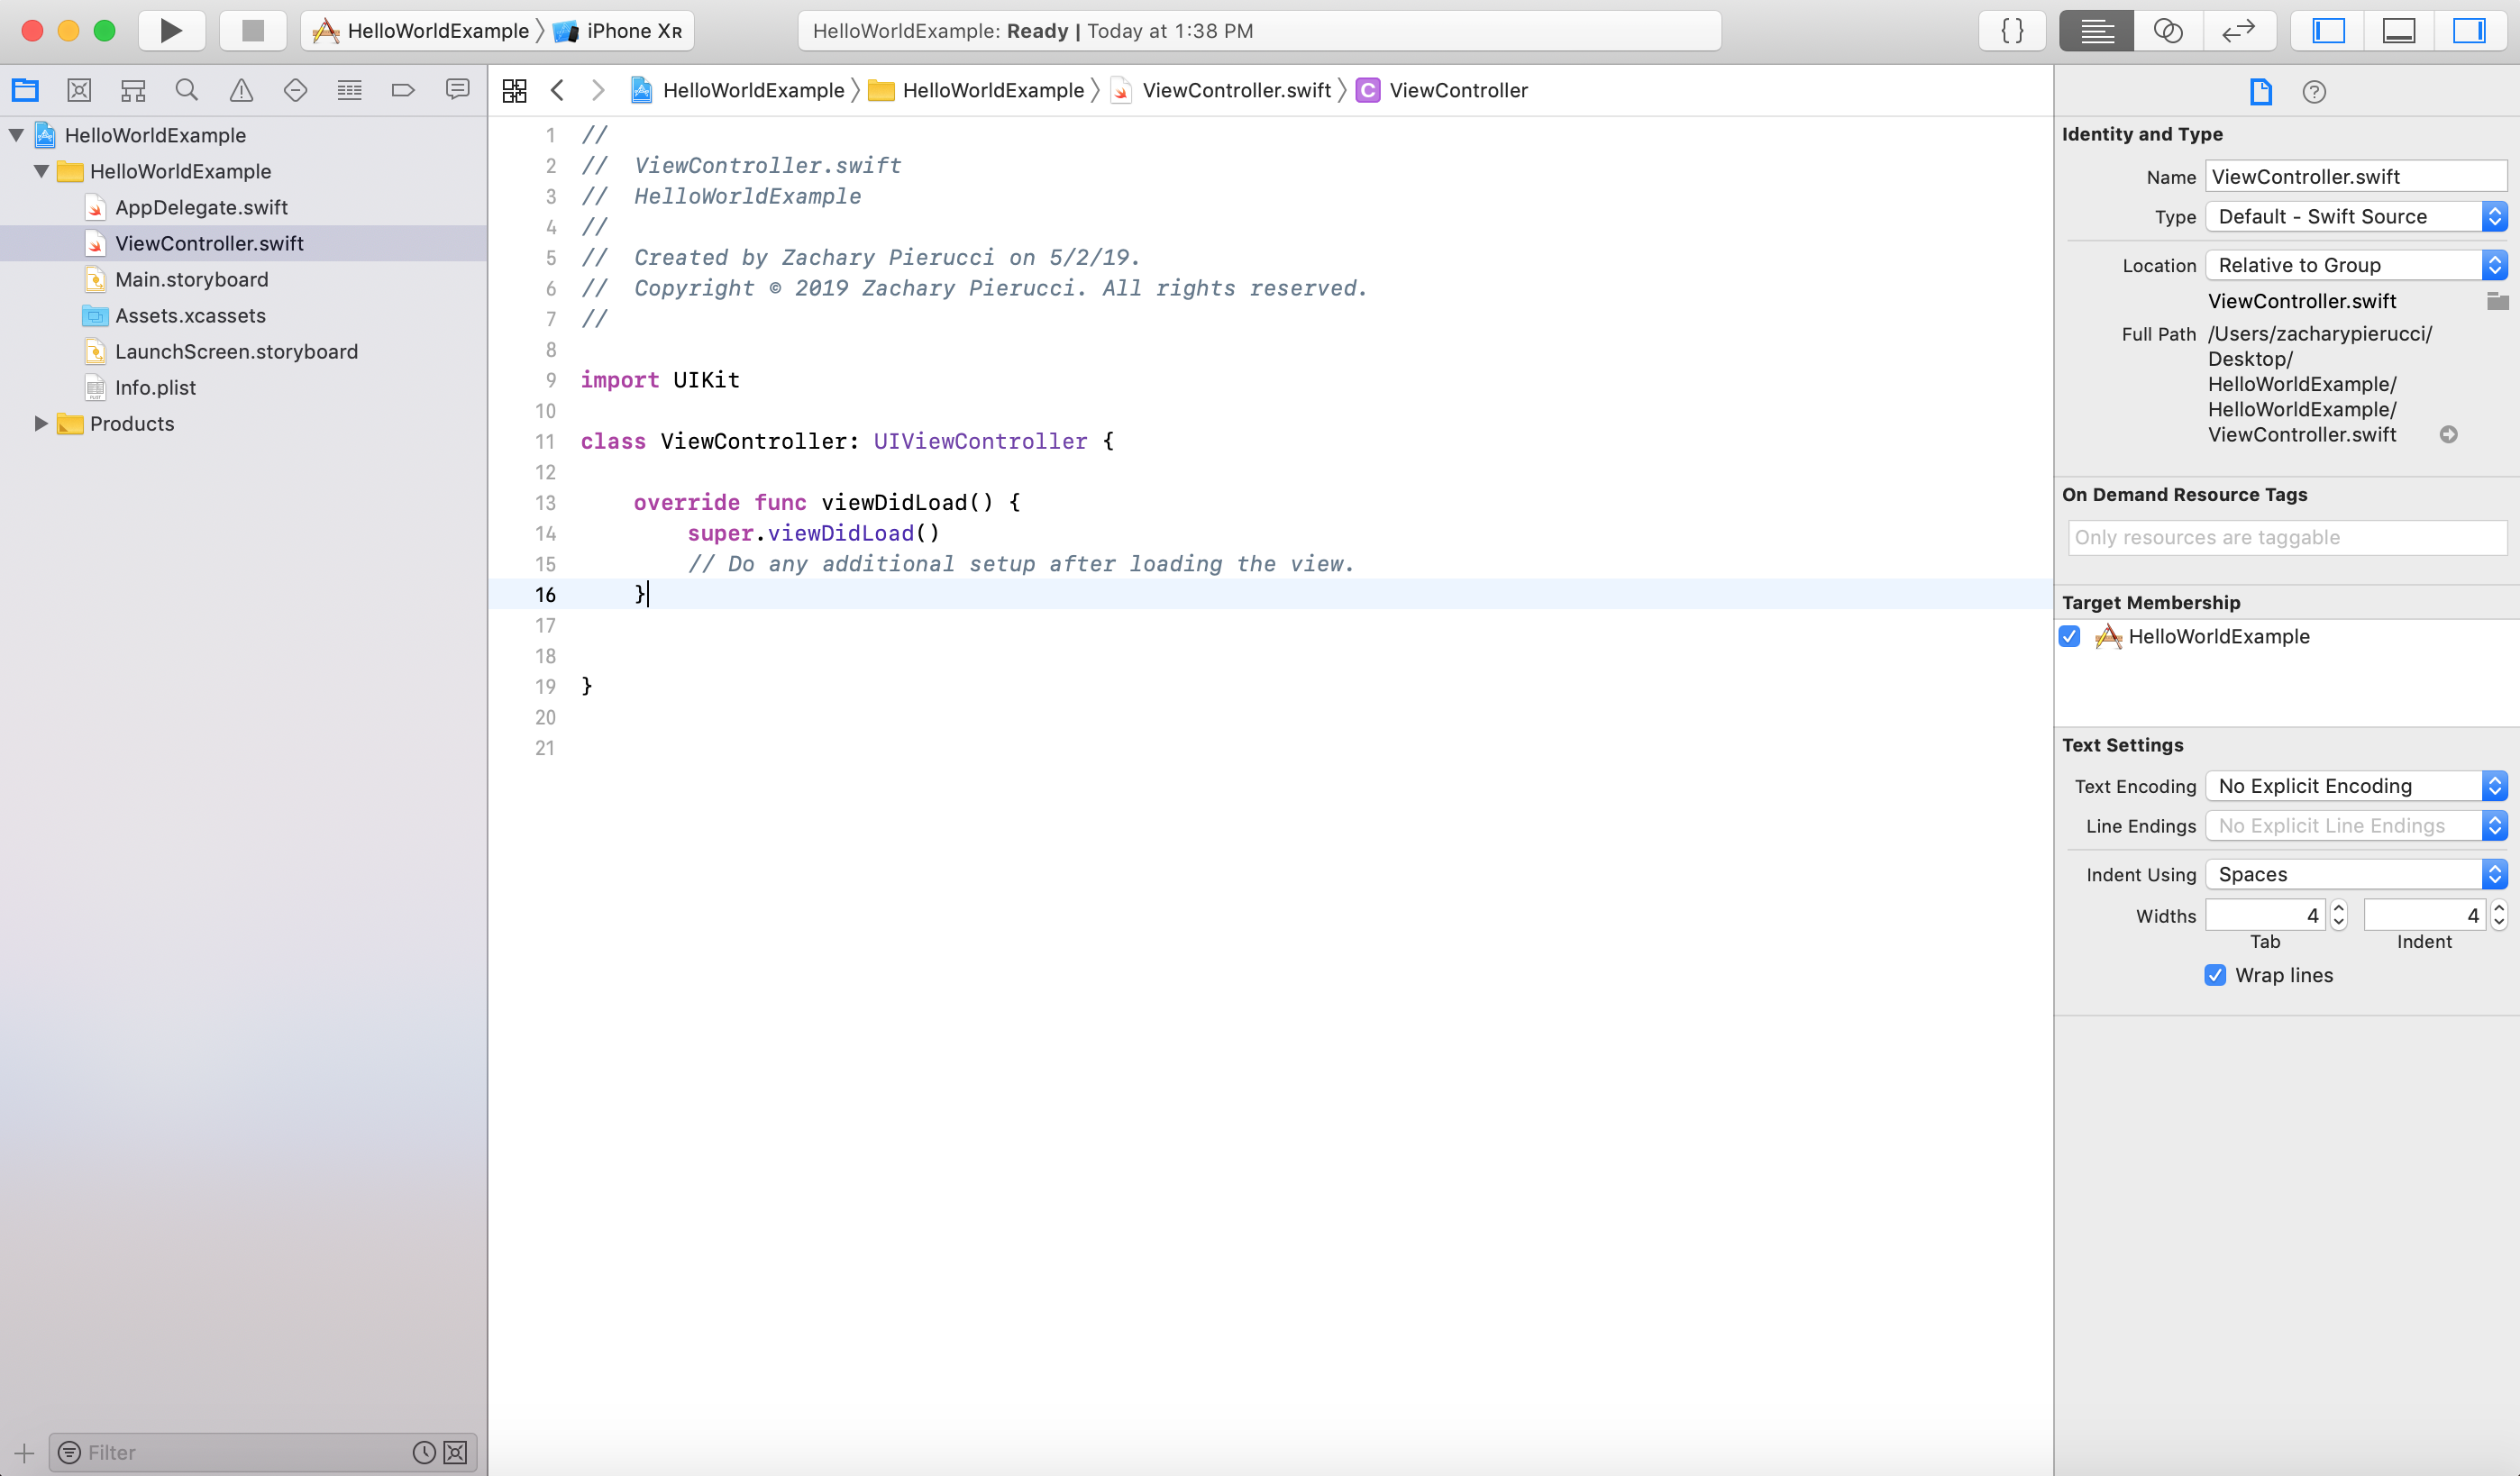 HelloWorldExample iPhone XR
HelloWorldExample: Ready | Today at 1:38 PM
{ }
HelloWorldExample
HelloWorldExample
AppDelegate.swift
ViewController.swift
Main.storyboard
Assets.xcassets
LaunchScreen.storyboard
Info.plist
Products
Filter
HelloWorldExample HelloWorldExample ViewController.swift C ViewController
1 //
2 //  ViewController.swift
3 //  HelloWorldExample
4 //
5 //  Created by Zachary Pierucci on 5/2/19.
6 //  Copyright © 2019 Zachary Pierucci. All rights reserved.
7 //
8
9 import UIKit
10
11 class ViewController: UIViewController {
12
13     override func viewDidLoad() {
14         super.viewDidLoad()
15         // Do any additional setup after loading the view.
16     }
17
18
19 }
20
21
Identity and Type
Name ViewController.swift
Type Default - Swift Source
Location Relative to Group
ViewController.swift
Full Path /Users/zacharypierucci/
Desktop/
HelloWorldExample/
HelloWorldExample/
ViewController.swift
On Demand Resource Tags
Only resources are taggable
Target Membership
HelloWorldExample
Text Settings
Text Encoding No Explicit Encoding
Line Endings No Explicit Line Endings
Indent Using Spaces
Widths 4 4
Tab Indent
Wrap lines